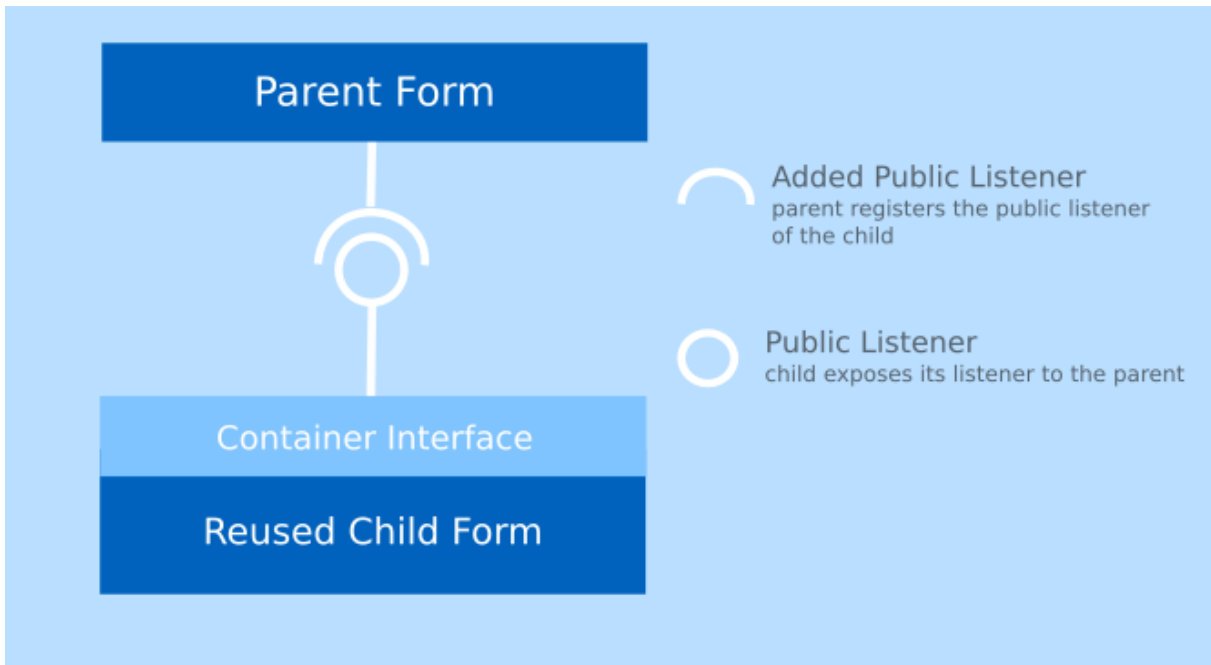 Parent Form
Added Public Listener
parent registers the public listener
of the child
Public Listener
child exposes its listener to the parent
Container Interface
Reused Child Form